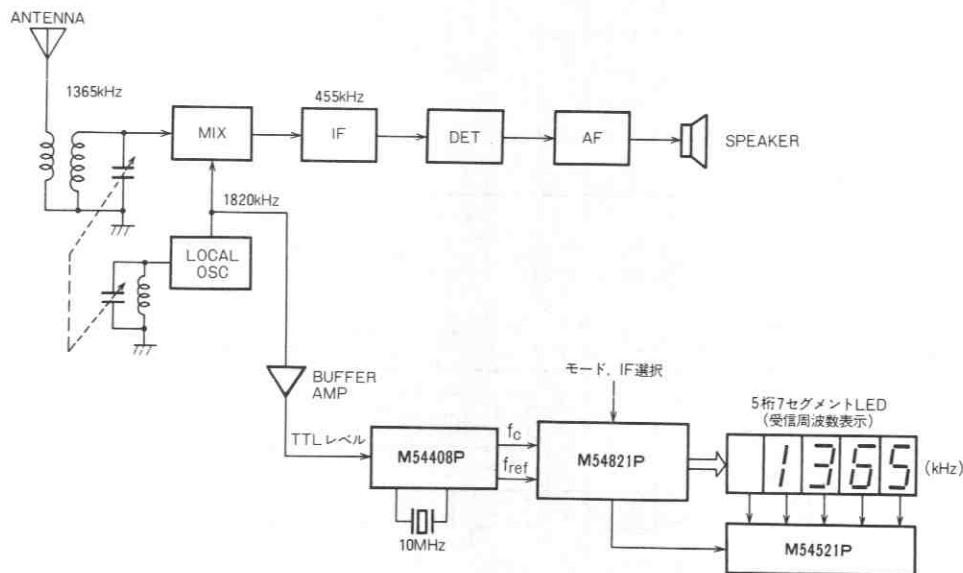 ANTENNA
1365kHz
MIX
455kHz
IF
DET
AF
SPEAKER
1820kHz
LOCAL
OSC
BUFFER
AMP
TTLレベル
M54408P
10MHz
fc
fref
モード，IF選択
M54821P
5桁7セグメントLED
(受信周波数表示)
1365
(kHz)
M54521P